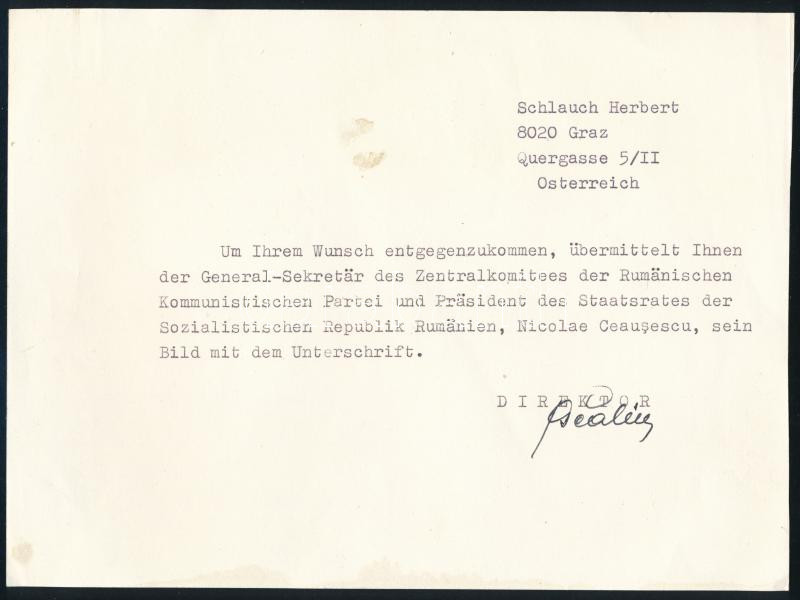 Schlauch Herbert
8020 Graz
Quergasse 5/II
Osterreich
Um Ihrem Wunsch entgegenzukommen, übermittelt Ihnen
der General-Sekretär des Zentralkomitees der Rumänischen
Kommunistischen Partei und Präsident des Staatsrates der
Sozialistischen Republik Rumänien, Nicolae Ceauşescu, sein
Bild mit dem Unterschrift.
DIREKTOR